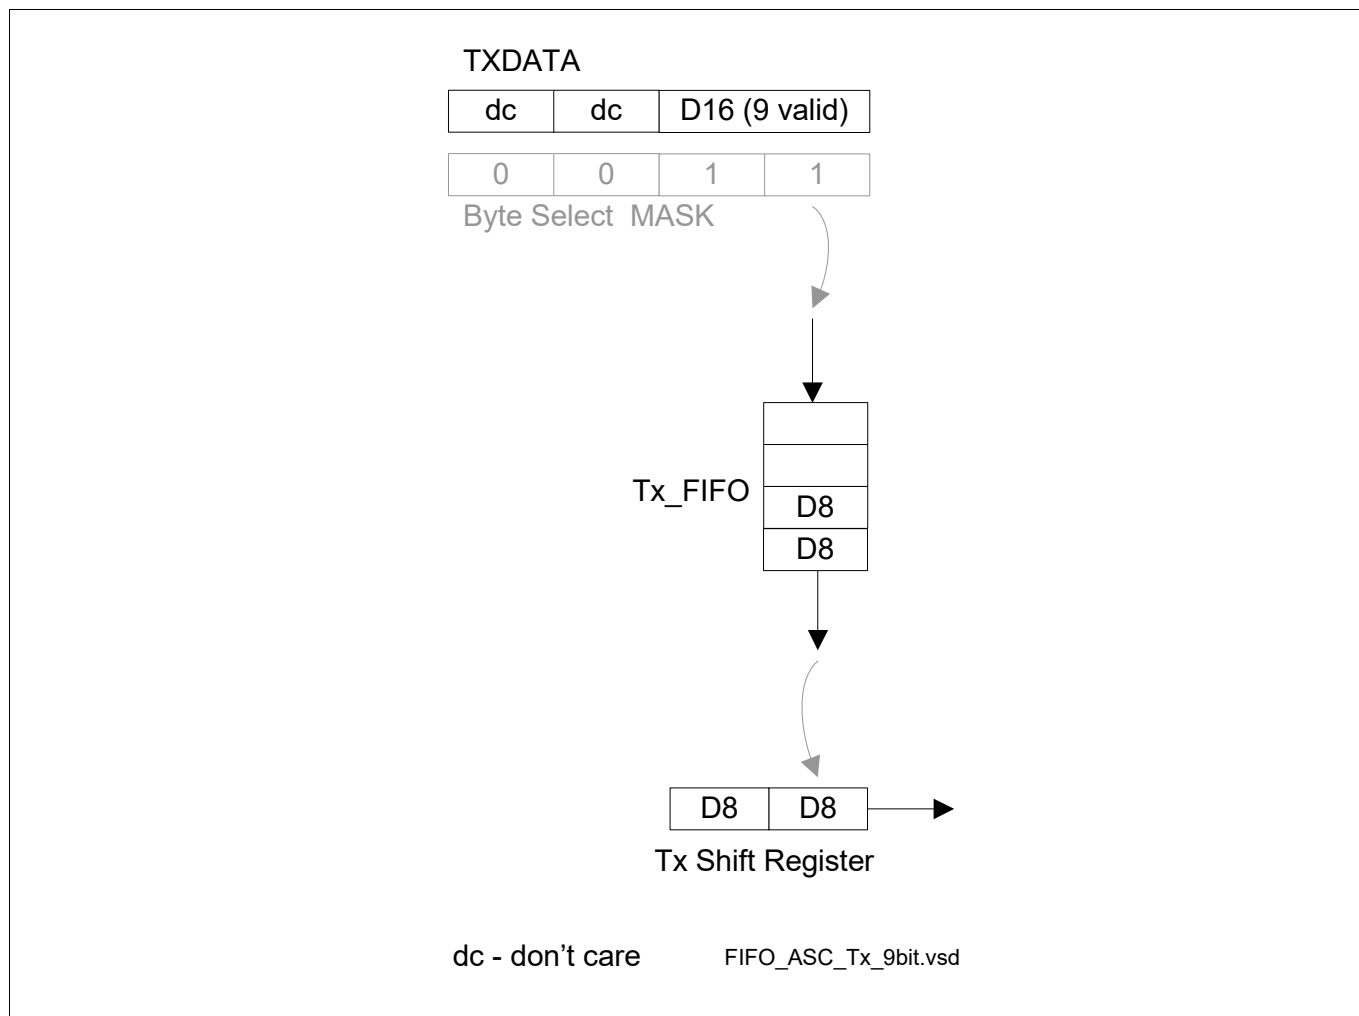 TXDATA
dc dc D16 (9 valid)
0 0 1 1
Byte Select MASK
Tx_FIFO
D8
D8
D8 D8
Tx Shift Register
dc - don't care FIFO_ASC_Tx_9bit.vsd